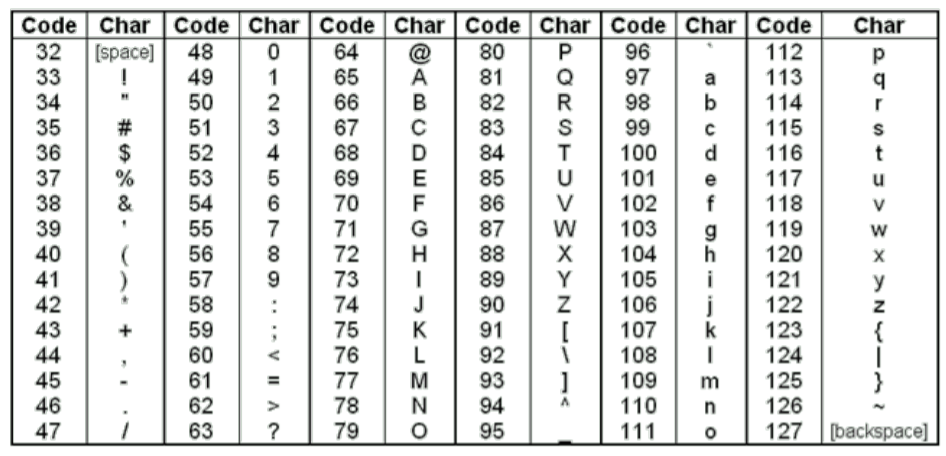 Code Char Code Char Code Char Code Char Code Char Code Char
32 [space] 48 0 64 @ 80 P 96 ` 112 p
33 ! 49 1 65 A 81 Q 97 a 113 q
34 " 50 2 66 B 82 R 98 b 114 r
35 # 51 3 67 C 83 S 99 c 115 s
36 $ 52 4 68 D 84 T 100 d 116 t
37 % 53 5 69 E 85 U 101 e 117 u
38 & 54 6 70 F 86 V 102 f 118 v
39 ' 55 7 71 G 87 W 103 g 119 w
40 ( 56 8 72 H 88 X 104 h 120 x
41 ) 57 9 73 I 89 Y 105 i 121 y
42 * 58 : 74 J 90 Z 106 j 122 z
43 + 59 ; 75 K 91 [ 107 k 123 {
44 , 60 < 76 L 92 \ 108 l 124 |
45 - 61 = 77 M 93 ] 109 m 125 }
46 . 62 > 78 N 94 ^ 110 n 126 ~
47 / 63 ? 79 O 95 _ 111 o 127 [backspace]